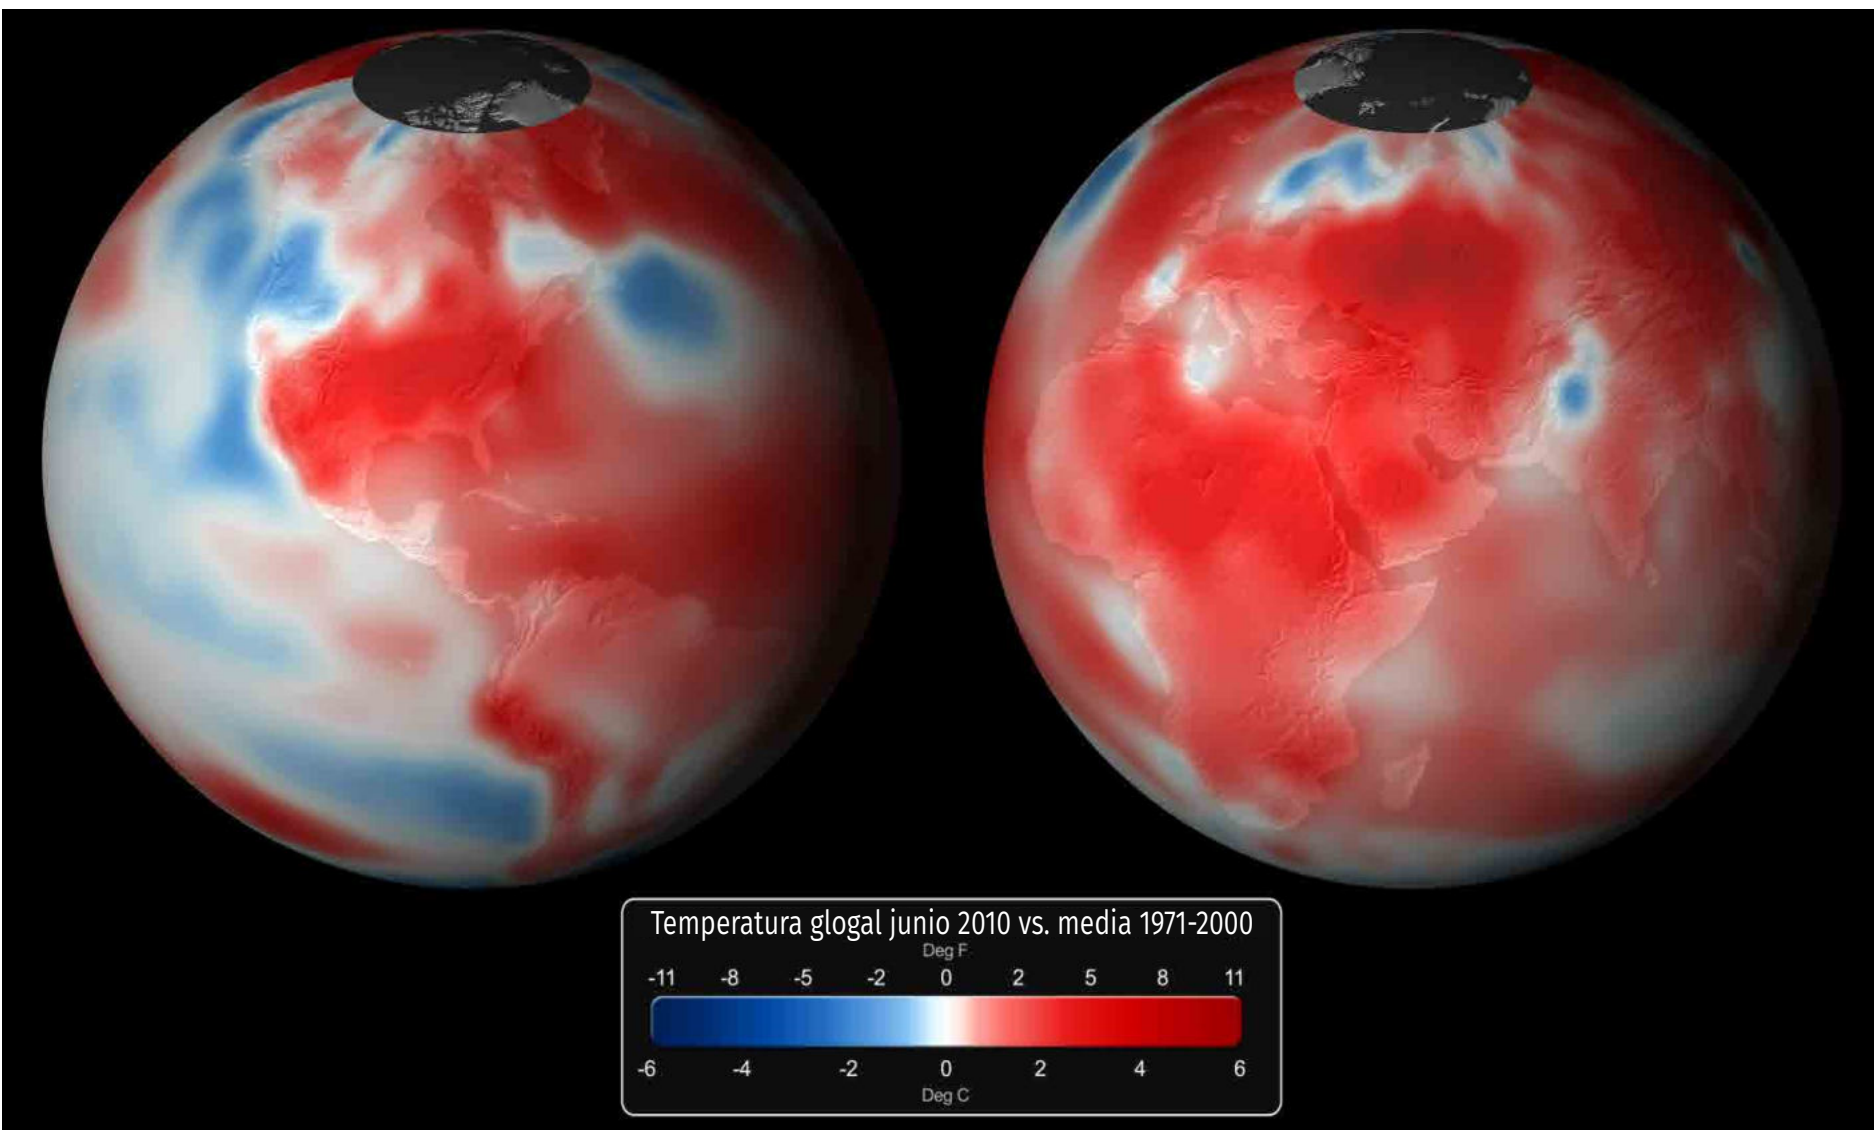 Temperatura glogal junio 2010 vs. media 1971-2000
Deg F
-11 -8 -5 -2 0 2 5 8 11
-6 -4 -2 0 2 4 6
Deg C